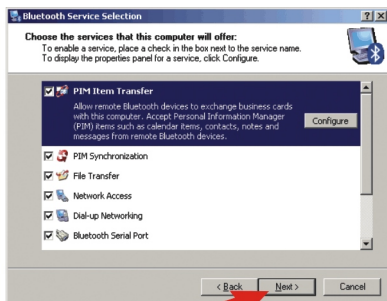 Bluetooth Service Selection
Choose the services that this computer will offer:
To enable a service, place a check in the box next to the service name.
To display the properties panel for a service, click Configure.
PIM Item Transfer
Allow remote Bluetooth devices to exchange business cards
with this computer. Accept Personal Information Manager
(PIM) items such as calendar items, contacts, notes and
messages from remote Bluetooth devices.
Configure
PIM Synchronization
File Transfer
Network Access
Dial-up Networking
Bluetooth Serial Port
< Back
Next >
Cancel